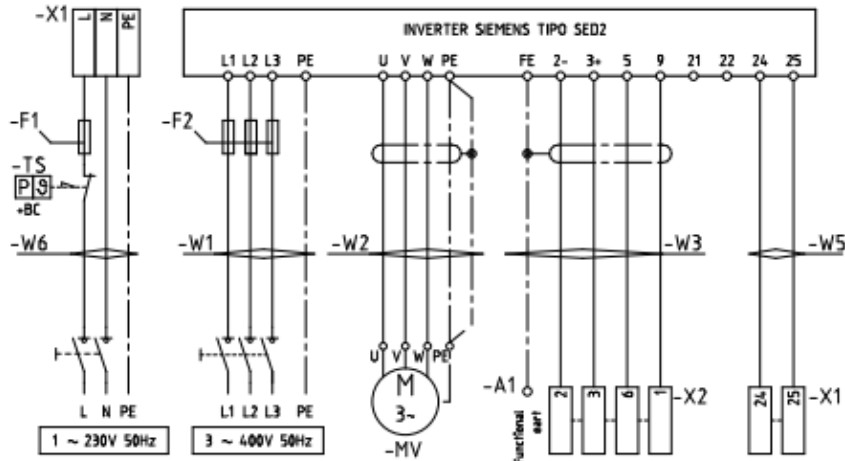 -X1 L N PE
INVERTER SIEMENS TIPO SED2
L1 L2 L3 PE U V W PE FE 2- 3+ 5 9 21 22 24 25
-F1 -F2
-TS
P ϑ
+BC
-W6 -W1 -W2 -W3 -W5
U V W PE
M
3~
-MV
-A1
Functional
eart
2 3 6 1 -X2
24 25 -X1
L N PE L1 L2 L3 PE
1 ~ 230V 50Hz
3 ~ 400V 50Hz